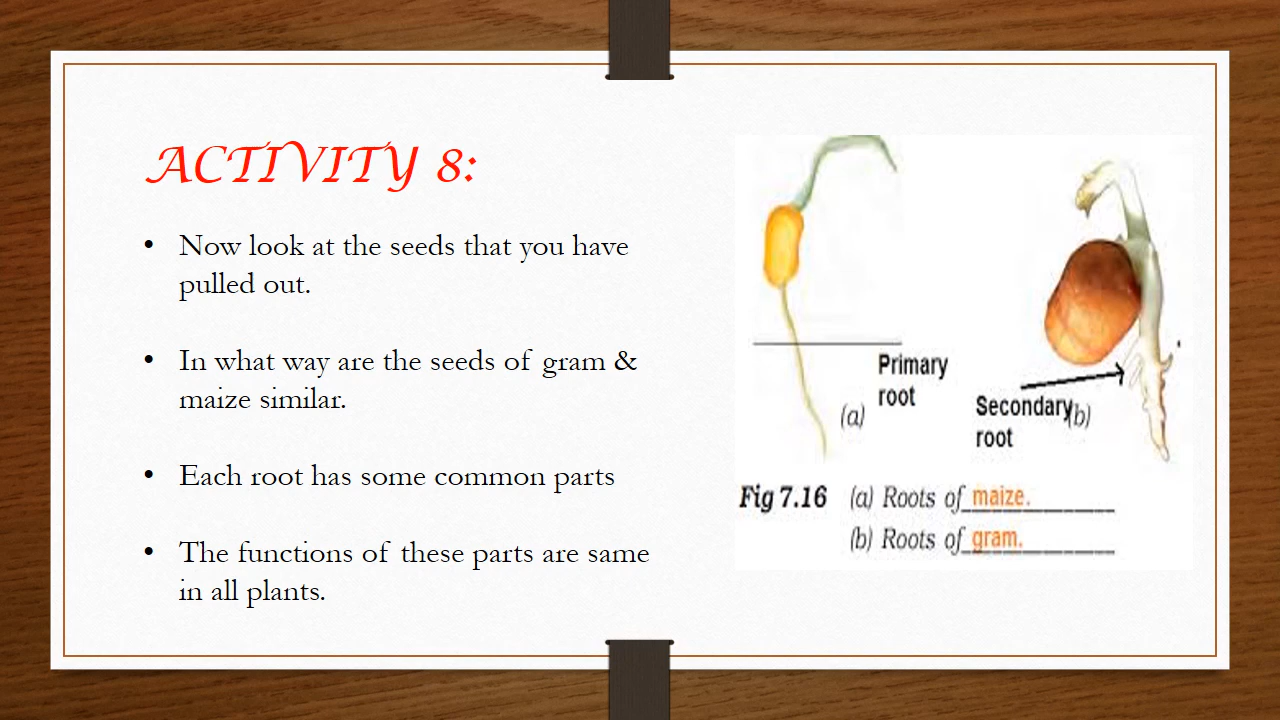 ACTIVITY 8:
• Now look at the seeds that you have
pulled out.
• In what way are the seeds of gram &
maize similar.
• Each root has some common parts
• The functions of these parts are same
in all plants.
Primary
root
(a)
Secondary
root
(b)
Fig 7.16 (a) Roots of maize.
(b) Roots of gram.